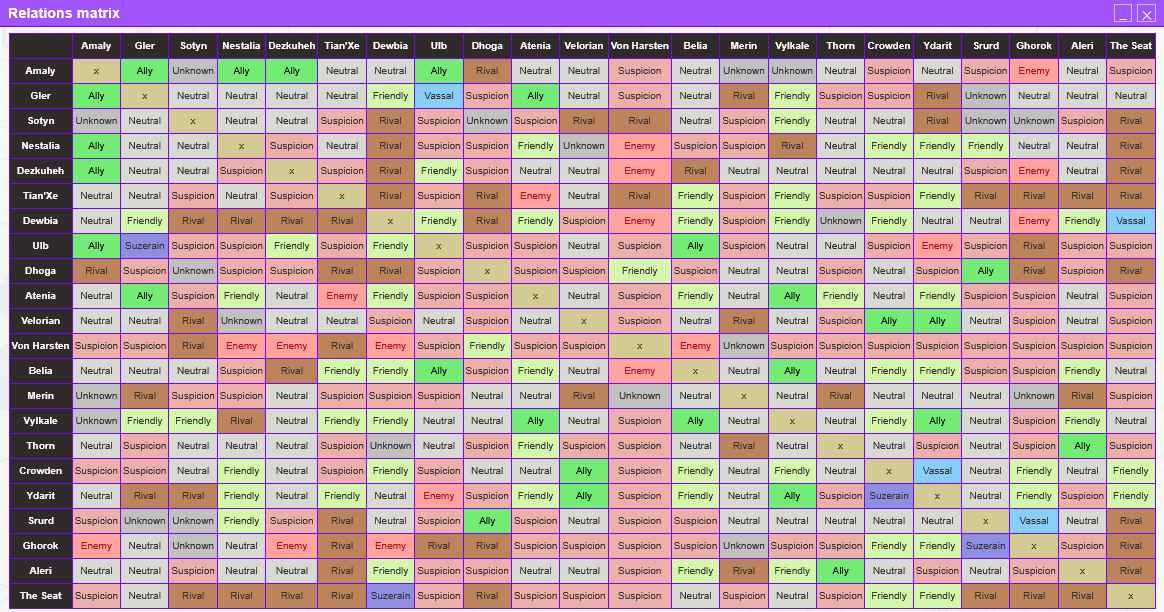 Relations matrix
Amaly Gler Sotyn Nestalia Dezkuheh Tian'Xe Dewbia Ulb Dhoga Atenia Velorian Von Harsten Belia Merin Vylkale Thorn Crowden Ydarit Srurd Ghorok Aleri The Seat
Amaly x Ally Unknown Ally Ally Neutral Neutral Ally Rival Neutral Neutral Suspicion Neutral Unknown Unknown Neutral Suspicion Neutral Suspicion Enemy Neutral Suspicion
Gler Ally x Neutral Neutral Neutral Neutral Friendly Vassal Suspicion Ally Neutral Suspicion Neutral Rival Friendly Suspicion Suspicion Rival Unknown Neutral Neutral Neutral
Sotyn Unknown Neutral x Neutral Neutral Suspicion Rival Suspicion Unknown Suspicion Rival Rival Neutral Suspicion Friendly Neutral Neutral Rival Unknown Unknown Suspicion Rival
Nestalia Ally Neutral Neutral x Suspicion Neutral Rival Suspicion Suspicion Friendly Unknown Enemy Suspicion Suspicion Rival Neutral Friendly Friendly Friendly Neutral Neutral Rival
Dezkuheh Ally Neutral Neutral Suspicion x Suspicion Rival Friendly Suspicion Neutral Neutral Enemy Rival Neutral Neutral Neutral Suspicion Neutral Suspicion Enemy Neutral Rival
Tian'Xe Neutral Neutral Suspicion Neutral Suspicion x Rival Suspicion Rival Enemy Neutral Rival Friendly Suspicion Friendly Suspicion Suspicion Friendly Rival Rival Rival Rival
Dewbia Neutral Friendly Rival Rival Rival Rival x Friendly Rival Friendly Suspicion Enemy Friendly Suspicion Friendly Unknown Friendly Neutral Neutral Enemy Friendly Vassal
Ulb Ally Suzerain Suspicion Suspicion Friendly Suspicion Friendly x Suspicion Suspicion Neutral Suspicion Ally Suspicion Neutral Neutral Suspicion Enemy Suspicion Rival Suspicion Suspicion
Dhoga Rival Suspicion Unknown Suspicion Suspicion Rival Rival Suspicion x Suspicion Suspicion Friendly Suspicion Neutral Neutral Suspicion Neutral Suspicion Ally Rival Suspicion Rival
Atenia Neutral Ally Suspicion Friendly Neutral Enemy Friendly Suspicion Suspicion x Neutral Suspicion Friendly Neutral Ally Friendly Neutral Friendly Suspicion Suspicion Neutral Suspicion
Velorian Neutral Neutral Rival Unknown Neutral Neutral Suspicion Neutral Suspicion Neutral x Suspicion Neutral Rival Neutral Suspicion Ally Ally Neutral Suspicion Suspicion Suspicion
Von Harsten Suspicion Suspicion Rival Enemy Enemy Rival Enemy Suspicion Friendly Suspicion Suspicion x Enemy Unknown Suspicion Suspicion Suspicion Suspicion Suspicion Suspicion Suspicion Suspicion
Belia Neutral Neutral Neutral Suspicion Rival Friendly Friendly Ally Suspicion Friendly Neutral Enemy x Neutral Ally Neutral Friendly Friendly Suspicion Suspicion Friendly Neutral
Merin Unknown Rival Suspicion Suspicion Neutral Suspicion Suspicion Suspicion Neutral Neutral Rival Unknown Neutral x Neutral Rival Neutral Neutral Neutral Unknown Rival Suspicion
Vylkale Unknown Friendly Friendly Rival Neutral Friendly Friendly Neutral Neutral Ally Neutral Suspicion Ally Neutral x Neutral Friendly Ally Neutral Suspicion Friendly Neutral
Thorn Neutral Suspicion Neutral Neutral Neutral Suspicion Unknown Neutral Suspicion Friendly Suspicion Suspicion Neutral Rival Neutral x Neutral Suspicion Neutral Suspicion Ally Suspicion
Crowden Suspicion Suspicion Neutral Friendly Suspicion Suspicion Friendly Suspicion Neutral Neutral Ally Suspicion Friendly Neutral Friendly Neutral x Vassal Neutral Friendly Neutral Friendly
Ydarit Neutral Rival Rival Friendly Neutral Friendly Neutral Enemy Suspicion Friendly Ally Suspicion Friendly Neutral Ally Suspicion Suzerain x Neutral Friendly Suspicion Friendly
Srurd Suspicion Unknown Unknown Friendly Suspicion Rival Neutral Suspicion Ally Suspicion Neutral Suspicion Suspicion Neutral Neutral Neutral Neutral Neutral x Vassal Neutral Rival
Ghorok Enemy Neutral Unknown Neutral Enemy Rival Enemy Rival Rival Suspicion Suspicion Suspicion Suspicion Unknown Suspicion Suspicion Friendly Friendly Suzerain x Suspicion Rival
Aleri Neutral Neutral Suspicion Neutral Neutral Rival Friendly Suspicion Suspicion Neutral Suspicion Suspicion Friendly Rival Friendly Ally Neutral Suspicion Neutral Suspicion x Rival
The Seat Suspicion Neutral Rival Rival Rival Rival Suzerain Suspicion Rival Suspicion Suspicion Suspicion Neutral Suspicion Neutral Suspicion Friendly Friendly Rival Rival Rival x